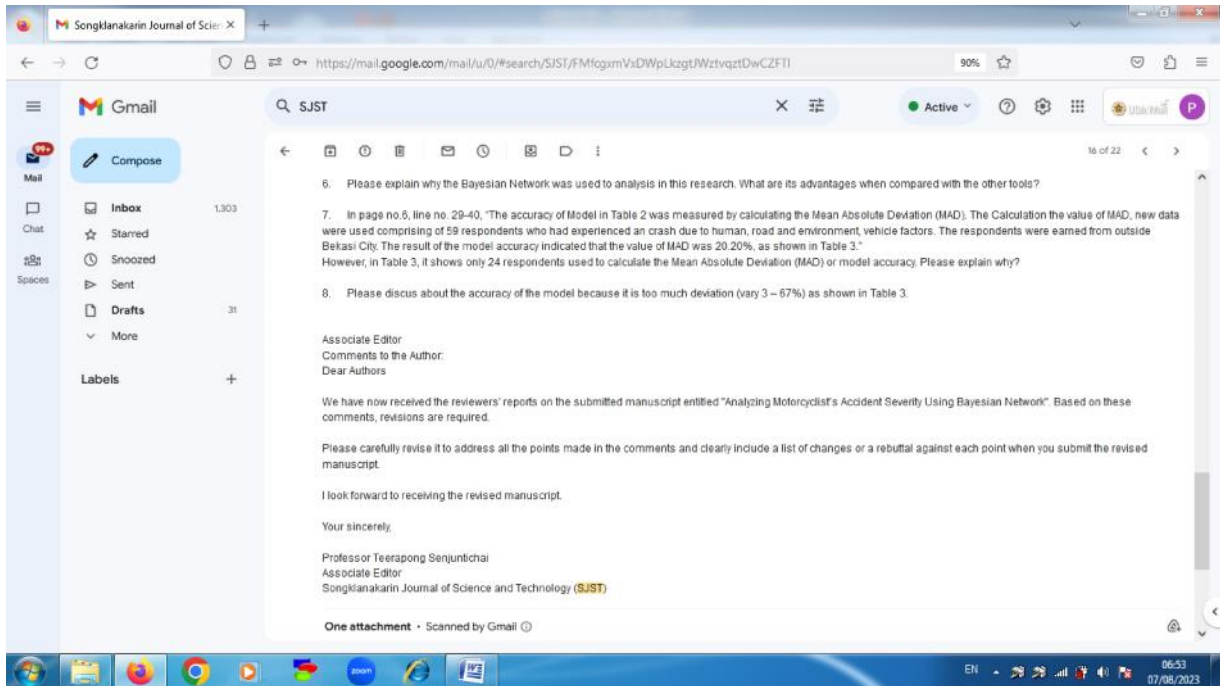 Songklanakarin Journal of Scien
https://mail.google.com/mail/u/0/#search/SJST/FMfcgxmVxDWpLkzgtJWztvqztDwCZFTl
90%
Gmail
SJST
Active
P
99+
Mail
Compose
16 of 22
Chat
Spaces
Inbox 1,303
Starred
Snoozed
Sent
Drafts 31
More
Labels +
6. Please explain why the Bayesian Network was used to analysis in this research. What are its advantages when compared with the other tools?
7. In page no.6, line no. 29-40, "The accuracy of Model in Table 2 was measured by calculating the Mean Absolute Deviation (MAD). The Calculation the value of MAD, new data
were used comprising of 59 respondents who had experienced an crash due to human, road and environment, vehicle factors. The respondents were earned from outside
Bekasi City. The result of the model accuracy indicated that the value of MAD was 20.20%, as shown in Table 3."
However, in Table 3, it shows only 24 respondents used to calculate the Mean Absolute Deviation (MAD) or model accuracy. Please explain why?
8. Please discus about the accuracy of the model because it is too much deviation (vary 3 – 67%) as shown in Table 3.
Associate Editor
Comments to the Author:
Dear Authors
We have now received the reviewers' reports on the submitted manuscript entitled "Analyzing Motorcyclist's Accident Severity Using Bayesian Network". Based on these
comments, revisions are required.
Please carefully revise it to address all the points made in the comments and clearly include a list of changes or a rebuttal against each point when you submit the revised
manuscript.
I look forward to receiving the revised manuscript.
Your sincerely,
Professor Teerapong Senjuntichai
Associate Editor
Songklanakarin Journal of Science and Technology (SJST)
One attachment • Scanned by Gmail
zoom
EN
06:53
07/08/2023